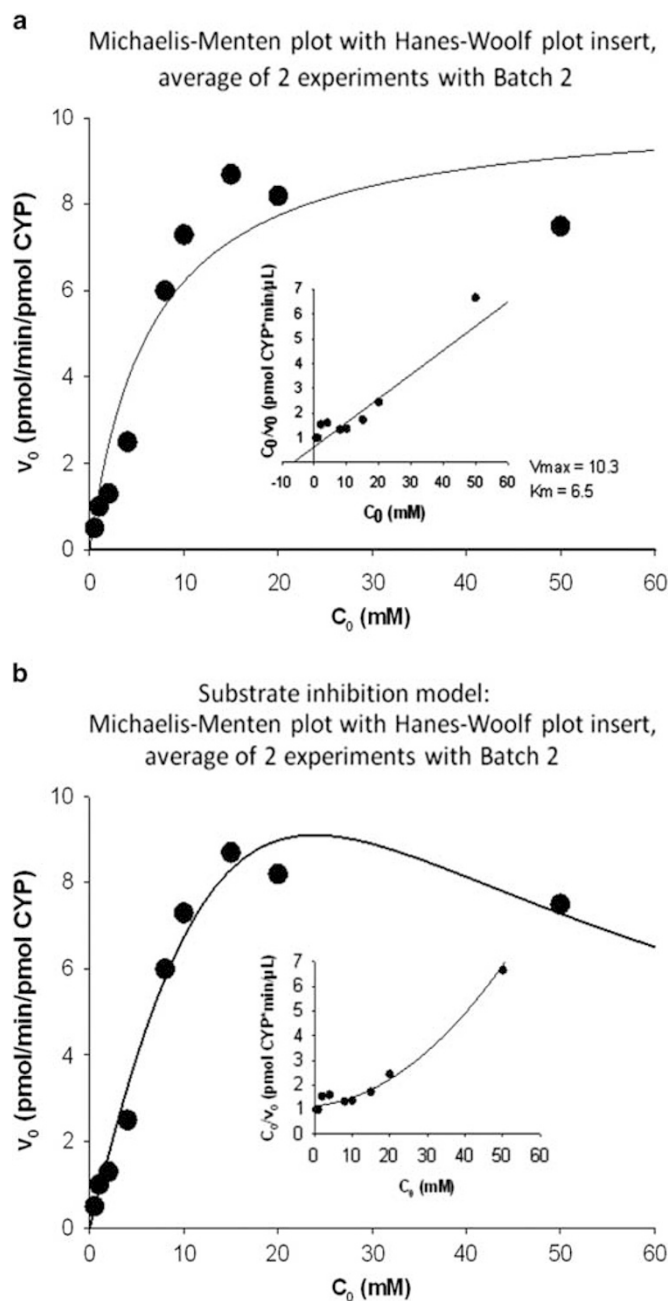 a
Michaelis-Menten plot with Hanes-Woolf plot insert,
average of 2 experiments with Batch 2
10
8
6
4
2
0
v₀ (pmol/min/pmol CYP)
7
6
5
4
3
2
1
C₀/v₀ (pmol CYP*min/µL)
-10 0 10 20 30 40 50 60
C₀ (mM)
Vmax = 10.3
Km = 6.5
0 10 20 30 40 50 60
C₀ (mM)
b
Substrate inhibition model:
Michaelis-Menten plot with Hanes-Woolf plot insert,
average of 2 experiments with Batch 2
10
8
6
4
2
0
v₀ (pmol/min/pmol CYP)
7
6
5
4
3
2
1
0
C₀/v₀ (pmol CYP*min/µL)
0 10 20 30 40 50 60
C₀ (mM)
0 10 20 30 40 50 60
C₀ (mM)